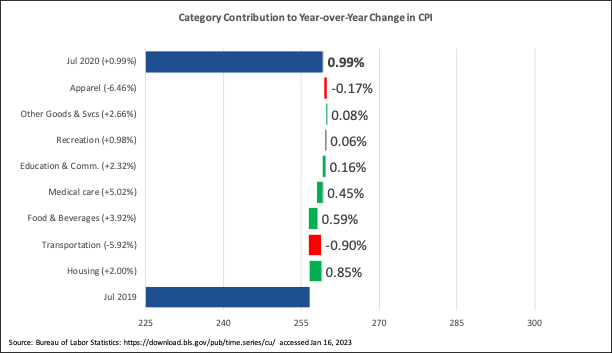 Category Contribution to Year-over-Year Change in CPI
Jul 2020 (+0.99%) 0.99%
Apparel (-6.46%) -0.17%
Other Goods & Svcs (+2.66%) 0.08%
Recreation (+0.98%) 0.06%
Education & Comm. (+2.32%) 0.16%
Medical care (+5.02%) 0.45%
Food & Beverages (+3.92%) 0.59%
Transportation (-5.92%) -0.90%
Housing (+2.00%) 0.85%
Jul 2019
225 240 255 270 285 300
Source: Bureau of Labor Statistics: https://download.bls.gov/pub/time.series/cu/ accessed Jan 16, 2023